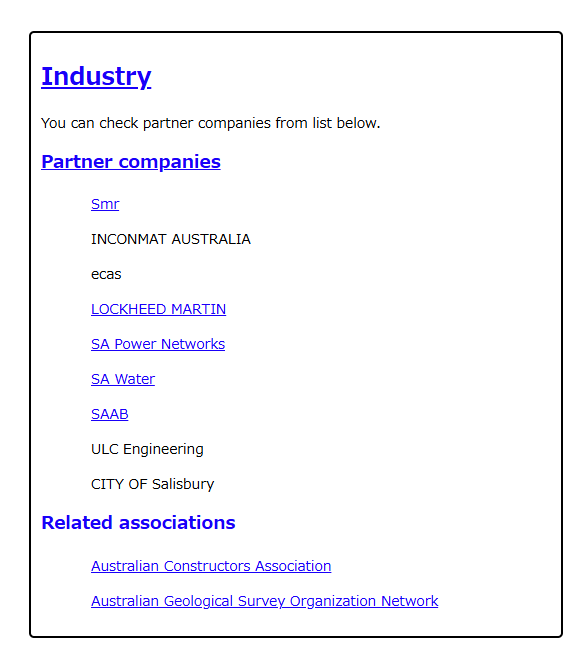 Industry
You can check partner companies from list below.
Partner companies
Smr
INCONMAT AUSTRALIA
ecas
LOCKHEED MARTIN
SA Power Networks
SA Water
SAAB
ULC Engineering
CITY OF Salisbury
Related associations
Australian Constructors Association
Australian Geological Survey Organization Network